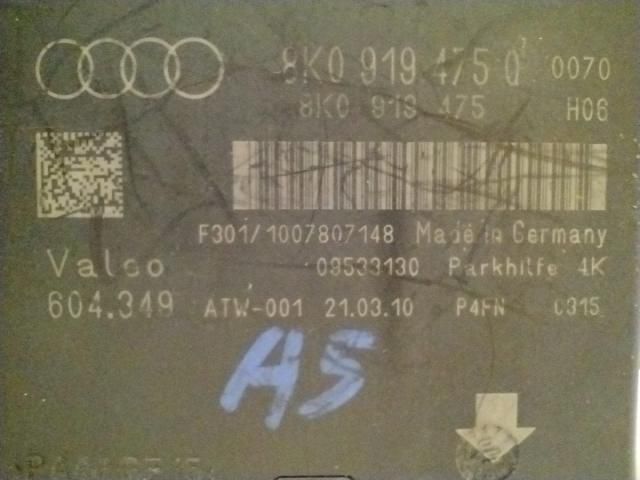 8K0 919 475 Q 0070
8K0 919 475 H06
F301/1007807148 Made in Germany
Valeo 09533130 Parkhilfe 4K
604.349 ATW-001 21.03.10 P4FN 0315
A5